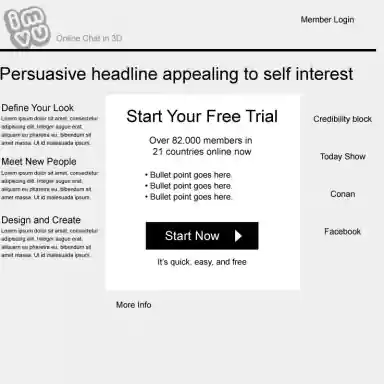 imvu
Member Login
Online Chat in 3D
Persuasive headline appealing to self interest
Define Your Look
Lorem ipsum dolor sit amet, consectetur
adipiscing elit. Integer augue erat,
aliquam eu pharetra eu, bibendum sit
amet massa. Ut id malesuada ipsum.
Meet New People
Lorem ipsum dolor sit amet, consectetur
adipiscing elit. Integer augue erat,
aliquam eu pharetra eu, bibendum sit
amet massa. Ut id malesuada ipsum.
Design and Create
Lorem ipsum dolor sit amet, consectetur
adipiscing elit. Integer augue erat,
aliquam eu pharetra eu, bibendum sit
amet massa. Ut id malesuada ipsum.
Start Your Free Trial
Over 82.000 members in
21 countries online now
• Bullet point goes here.
• Bullet point goes here.
• Bullet point goes here.
Start Now
It's quick, easy, and free
More Info
Credibility block
Today Show
Conan
Facebook